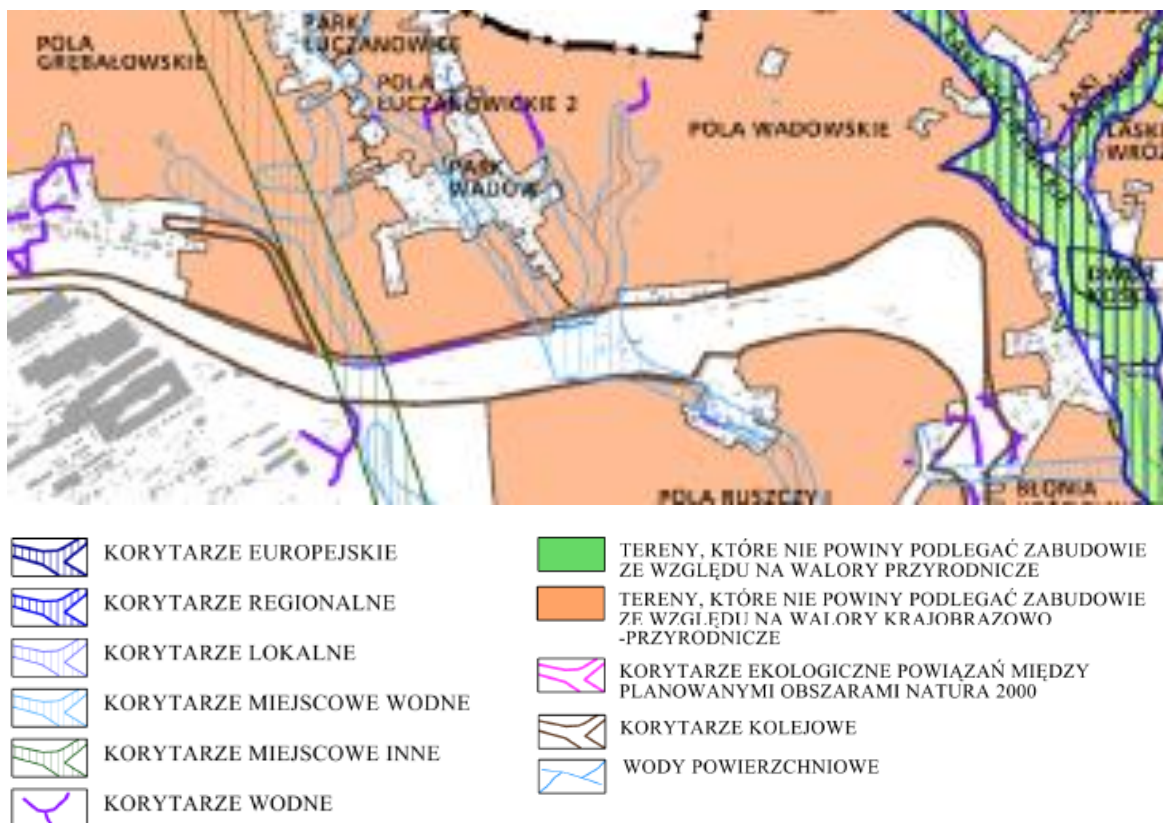 PARK
ŁUCZANOWICE
POLA
GRĘBAŁOWSKIE
POLA
ŁUCZANOWICKIE 2
POLA WADOWSKIE
PARK
WADÓW
POLA RUSZCZY I
BŁONIA
KORYTARZE EUROPEJSKIE
KORYTARZE REGIONALNE
KORYTARZE LOKALNE
KORYTARZE MIEJSCOWE WODNE
KORYTARZE MIEJSCOWE INNE
KORYTARZE WODNE
TERENY, KTÓRE NIE POWINY PODLEGAĆ ZABUDOWIE
ZE WZGLĘDU NA WALORY PRZYRODNICZE
TERENY, KTÓRE NIE POWINY PODLEGAĆ ZABUDOWIE
ZE WZGLĘDU NA WALORY KRAJOBRAZOWO
-PRZYRODNICZE
KORYTARZE EKOLOGICZNE POWIĄZAŃ MIĘDZY
PLANOWANYMI OBSZARAMI NATURA 2000
KORYTARZE KOLEJOWE
WODY POWIERZCHNIOWE